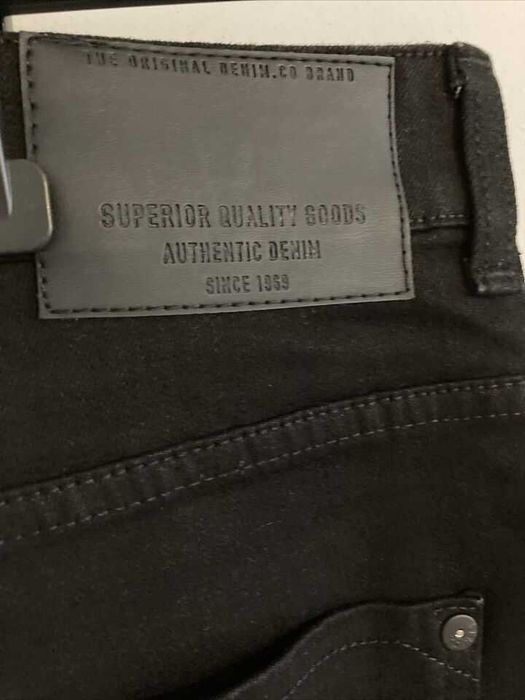 THE ORIGINAL DENIM.CO BRAND
SUPERIOR QUALITY GOODS
AUTHENTIC DENIM
SINCE 1969